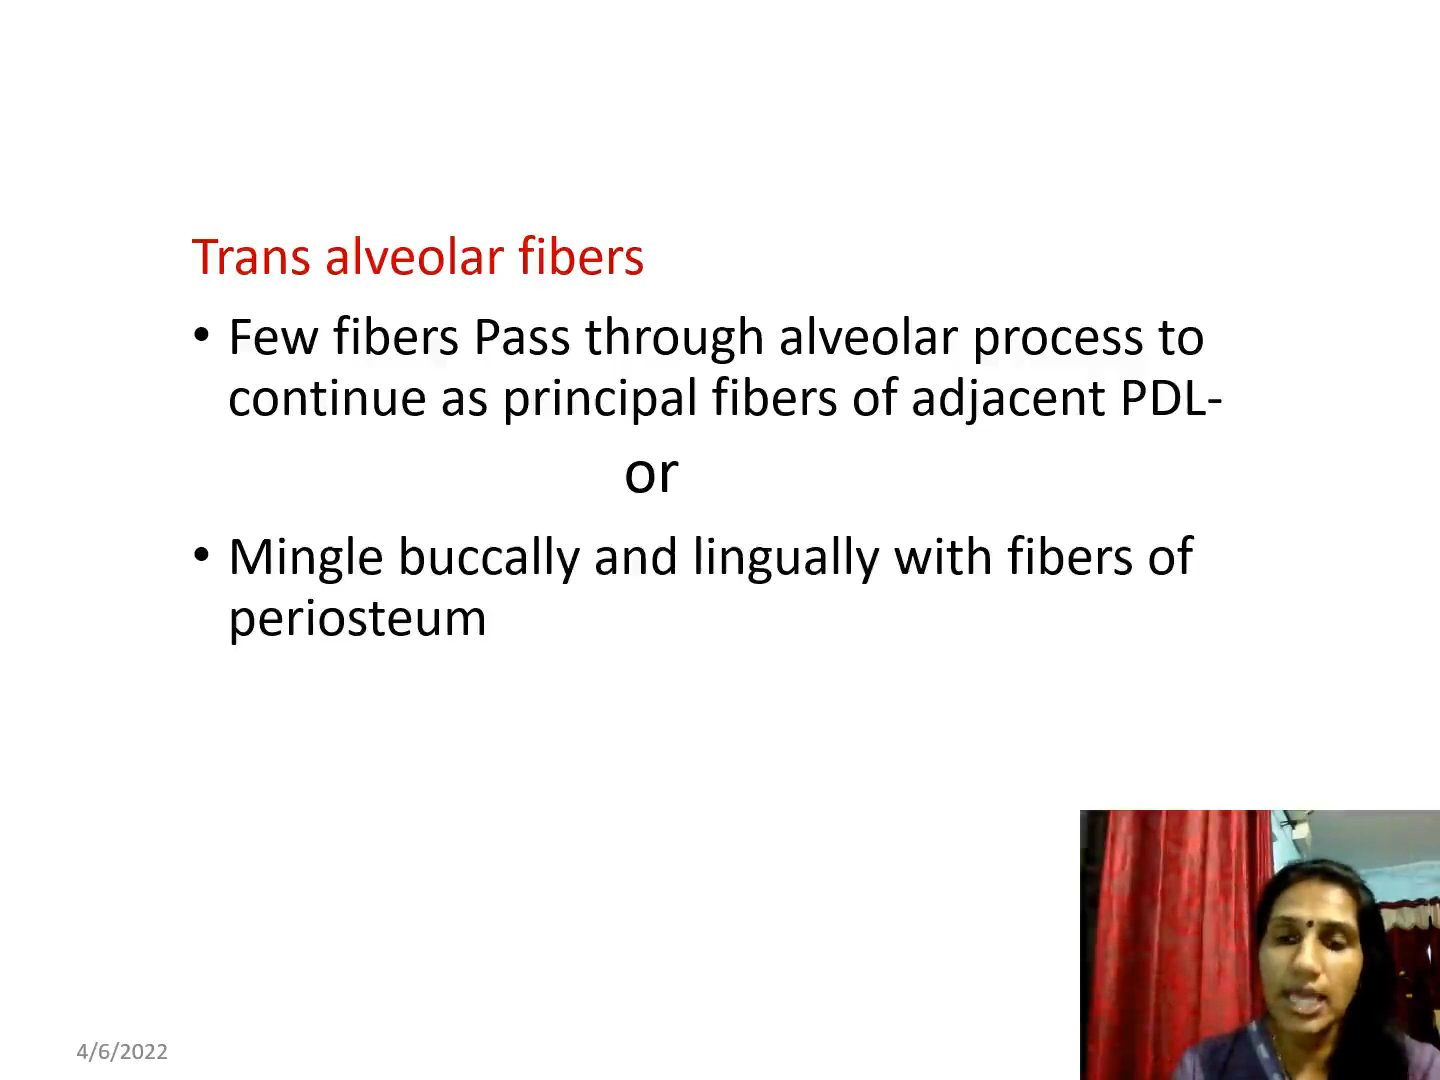 Trans alveolar fibers
• Few fibers Pass through alveolar process to
continue as principal fibers of adjacent PDL-
or
• Mingle buccally and lingually with fibers of
periosteum
4/6/2022